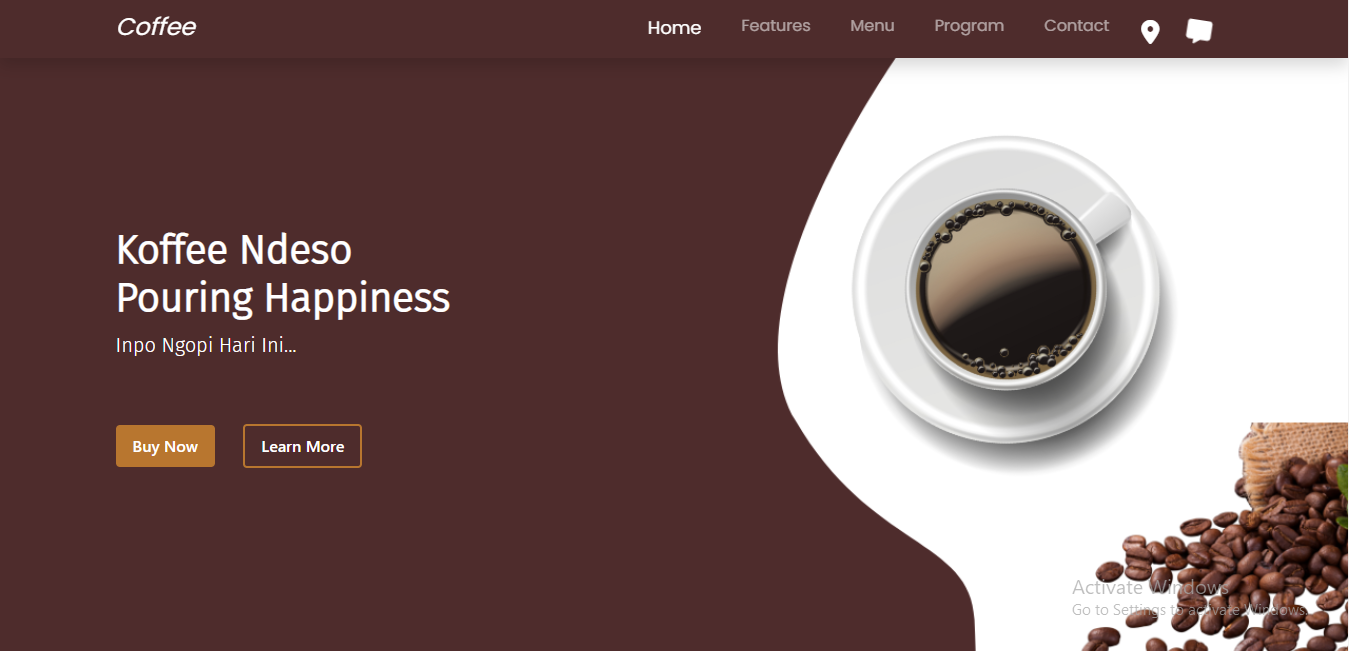 Coffee
Home Features Menu Program Contact
Koffee Ndeso
Pouring Happiness
Inpo Ngopi Hari Ini...
Buy Now Learn More
Activate Windows
Go to Settings to activate Windows.